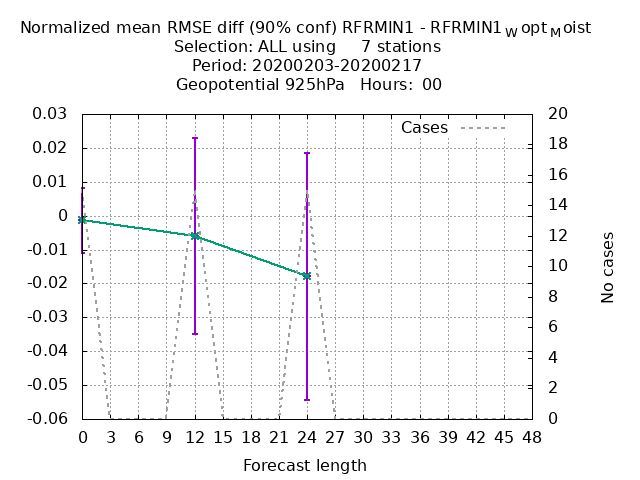 Normalized mean RMSE diff (90% conf) RFRMIN1 - RFRMIN1WoptMoist
Selection: ALL using 7 stations
Period: 20200203-20200217
Geopotential 925hPa Hours: 00
Cases
0.03
0.02
0.01
0
-0.01
-0.02
-0.03
-0.04
-0.05
-0.06
20
18
16
14
12
10
8
6
4
2
0
No cases
0 3 6 9 12 15 18 21 24 27 30 33 36 39 42 45 48
Forecast length